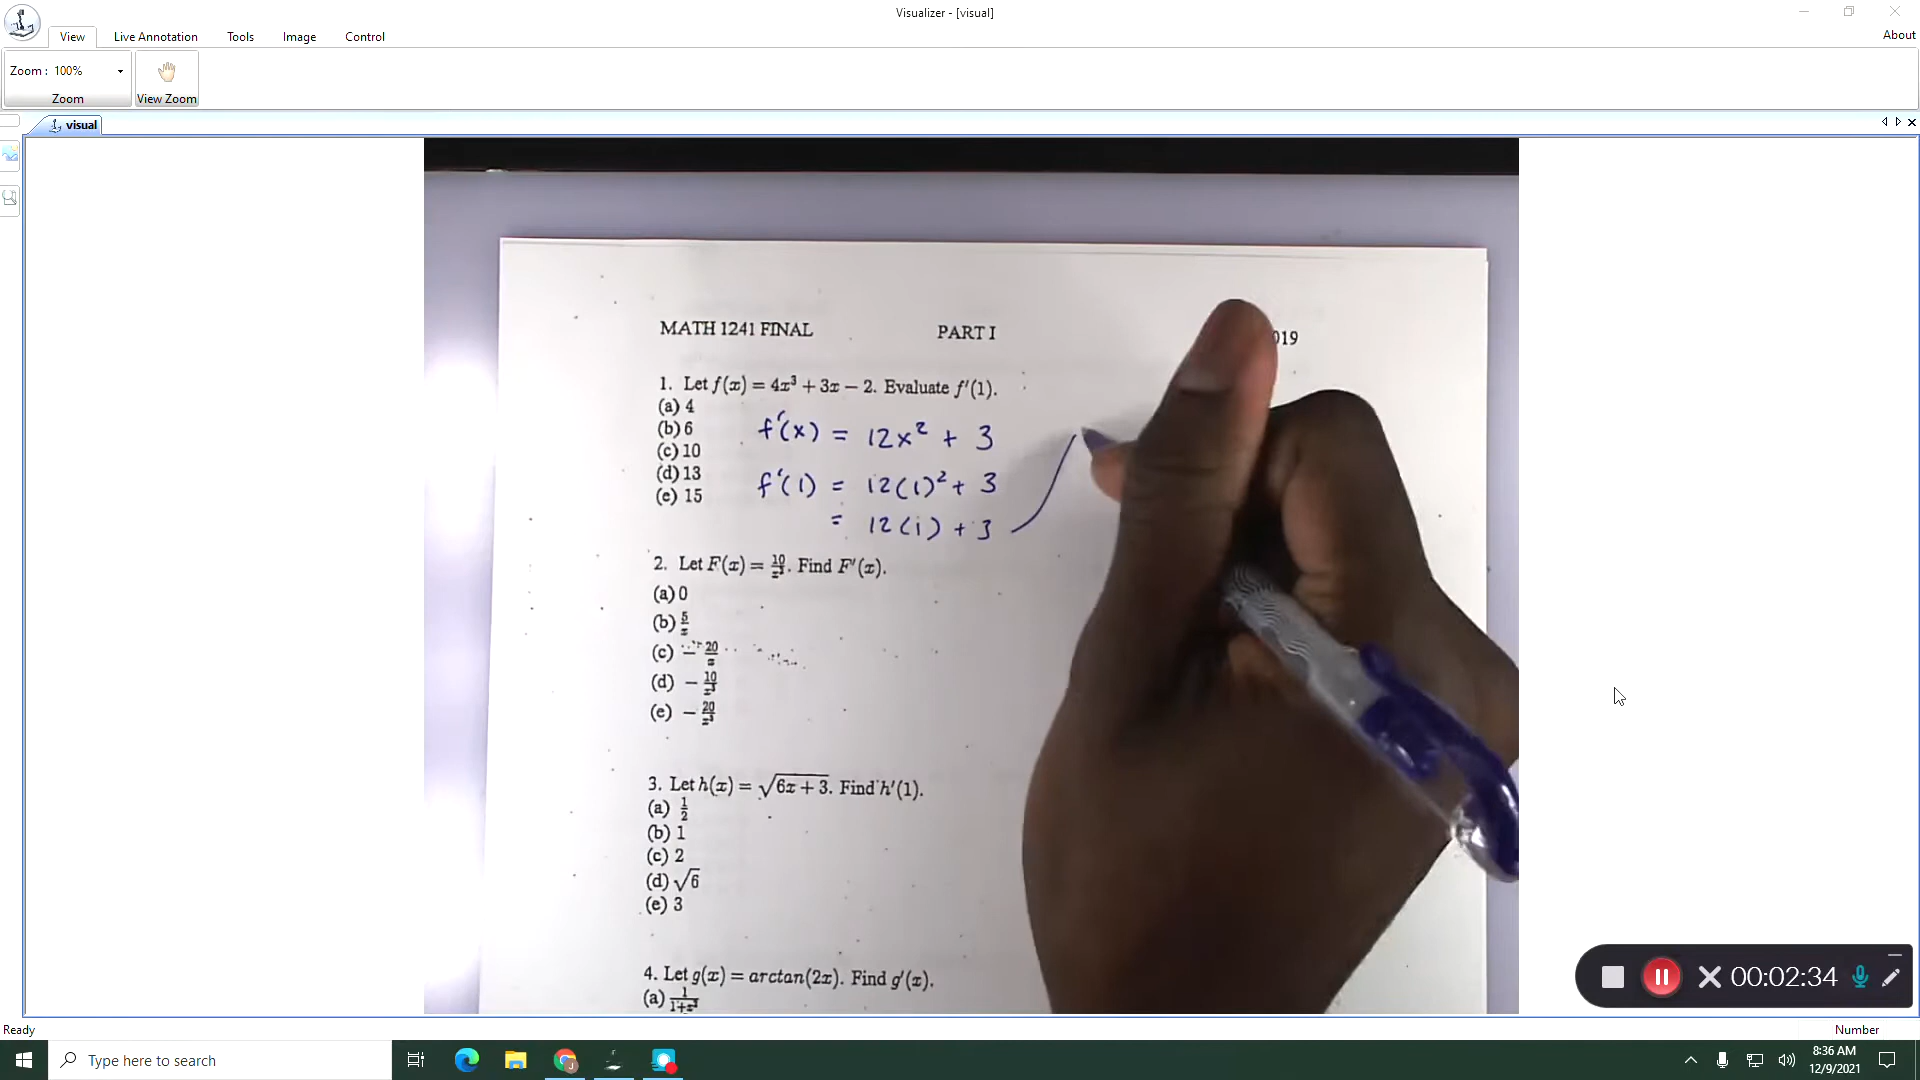 Visualizer - [visual]
View Live Annotation Tools Image Control About
Zoom : 100%
Zoom View Zoom
visual
MATH 1241 FINAL PART I 019
1. Let f(x) = 4x³ + 3x − 2. Evaluate f′(1).
(a) 4
(b) 6
(c) 10
(d) 13
(e) 15
f'(x) = 12x² + 3
f'(1) = 12(1)² + 3
= 12(1) + 3
2. Let F(x) = 10/x². Find F′(x).
(a) 0
(b) 5/x
(c) − 20/x
(d) − 10/x³
(e) − 20/x³
3. Let h(x) = √(6x + 3). Find h′(1).
(a) 1/2
(b) 1
(c) 2
(d) √6
(e) 3
4. Let g(x) = arctan(2x). Find g′(x).
(a) 1/(1+x²)
00:02:34
Ready Number
Type here to search
8:36 AM
12/9/2021